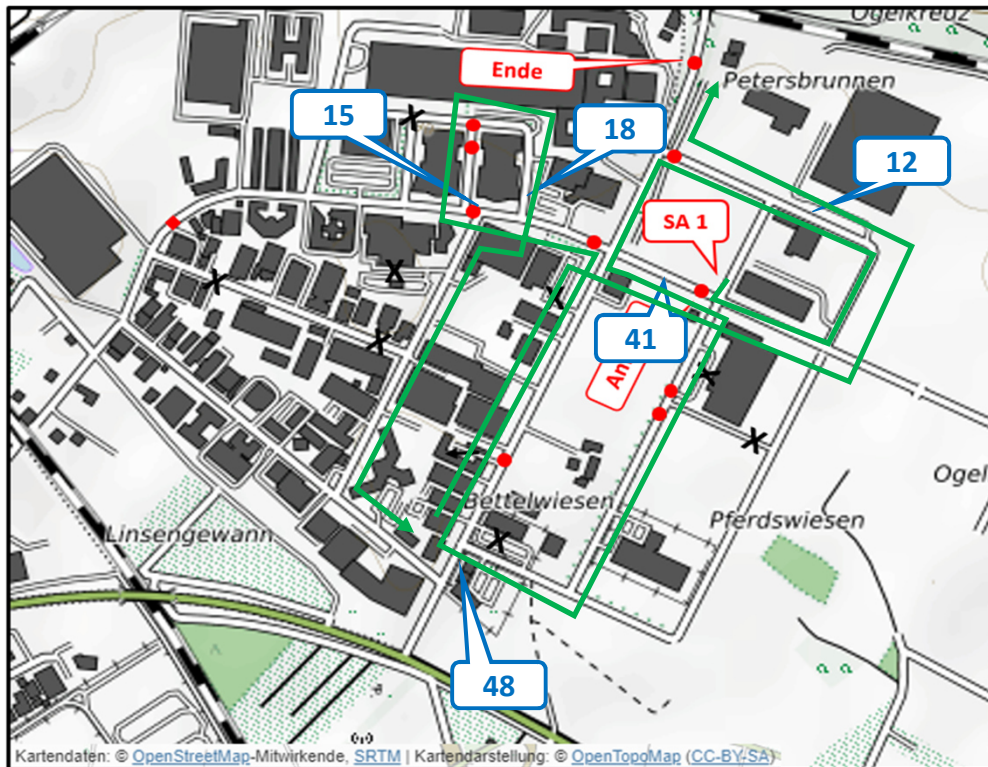 Ogelkreuz
Ende
Petersbrunnen
15
18
12
SA 1
41
An
Ogel
Bettelwiesen
Pferdswiesen
Linsengewann
48
Kartendaten: © OpenStreetMap-Mitwirkende, SRTM | Kartendarstellung: © OpenTopoMap (CC-BY-SA)